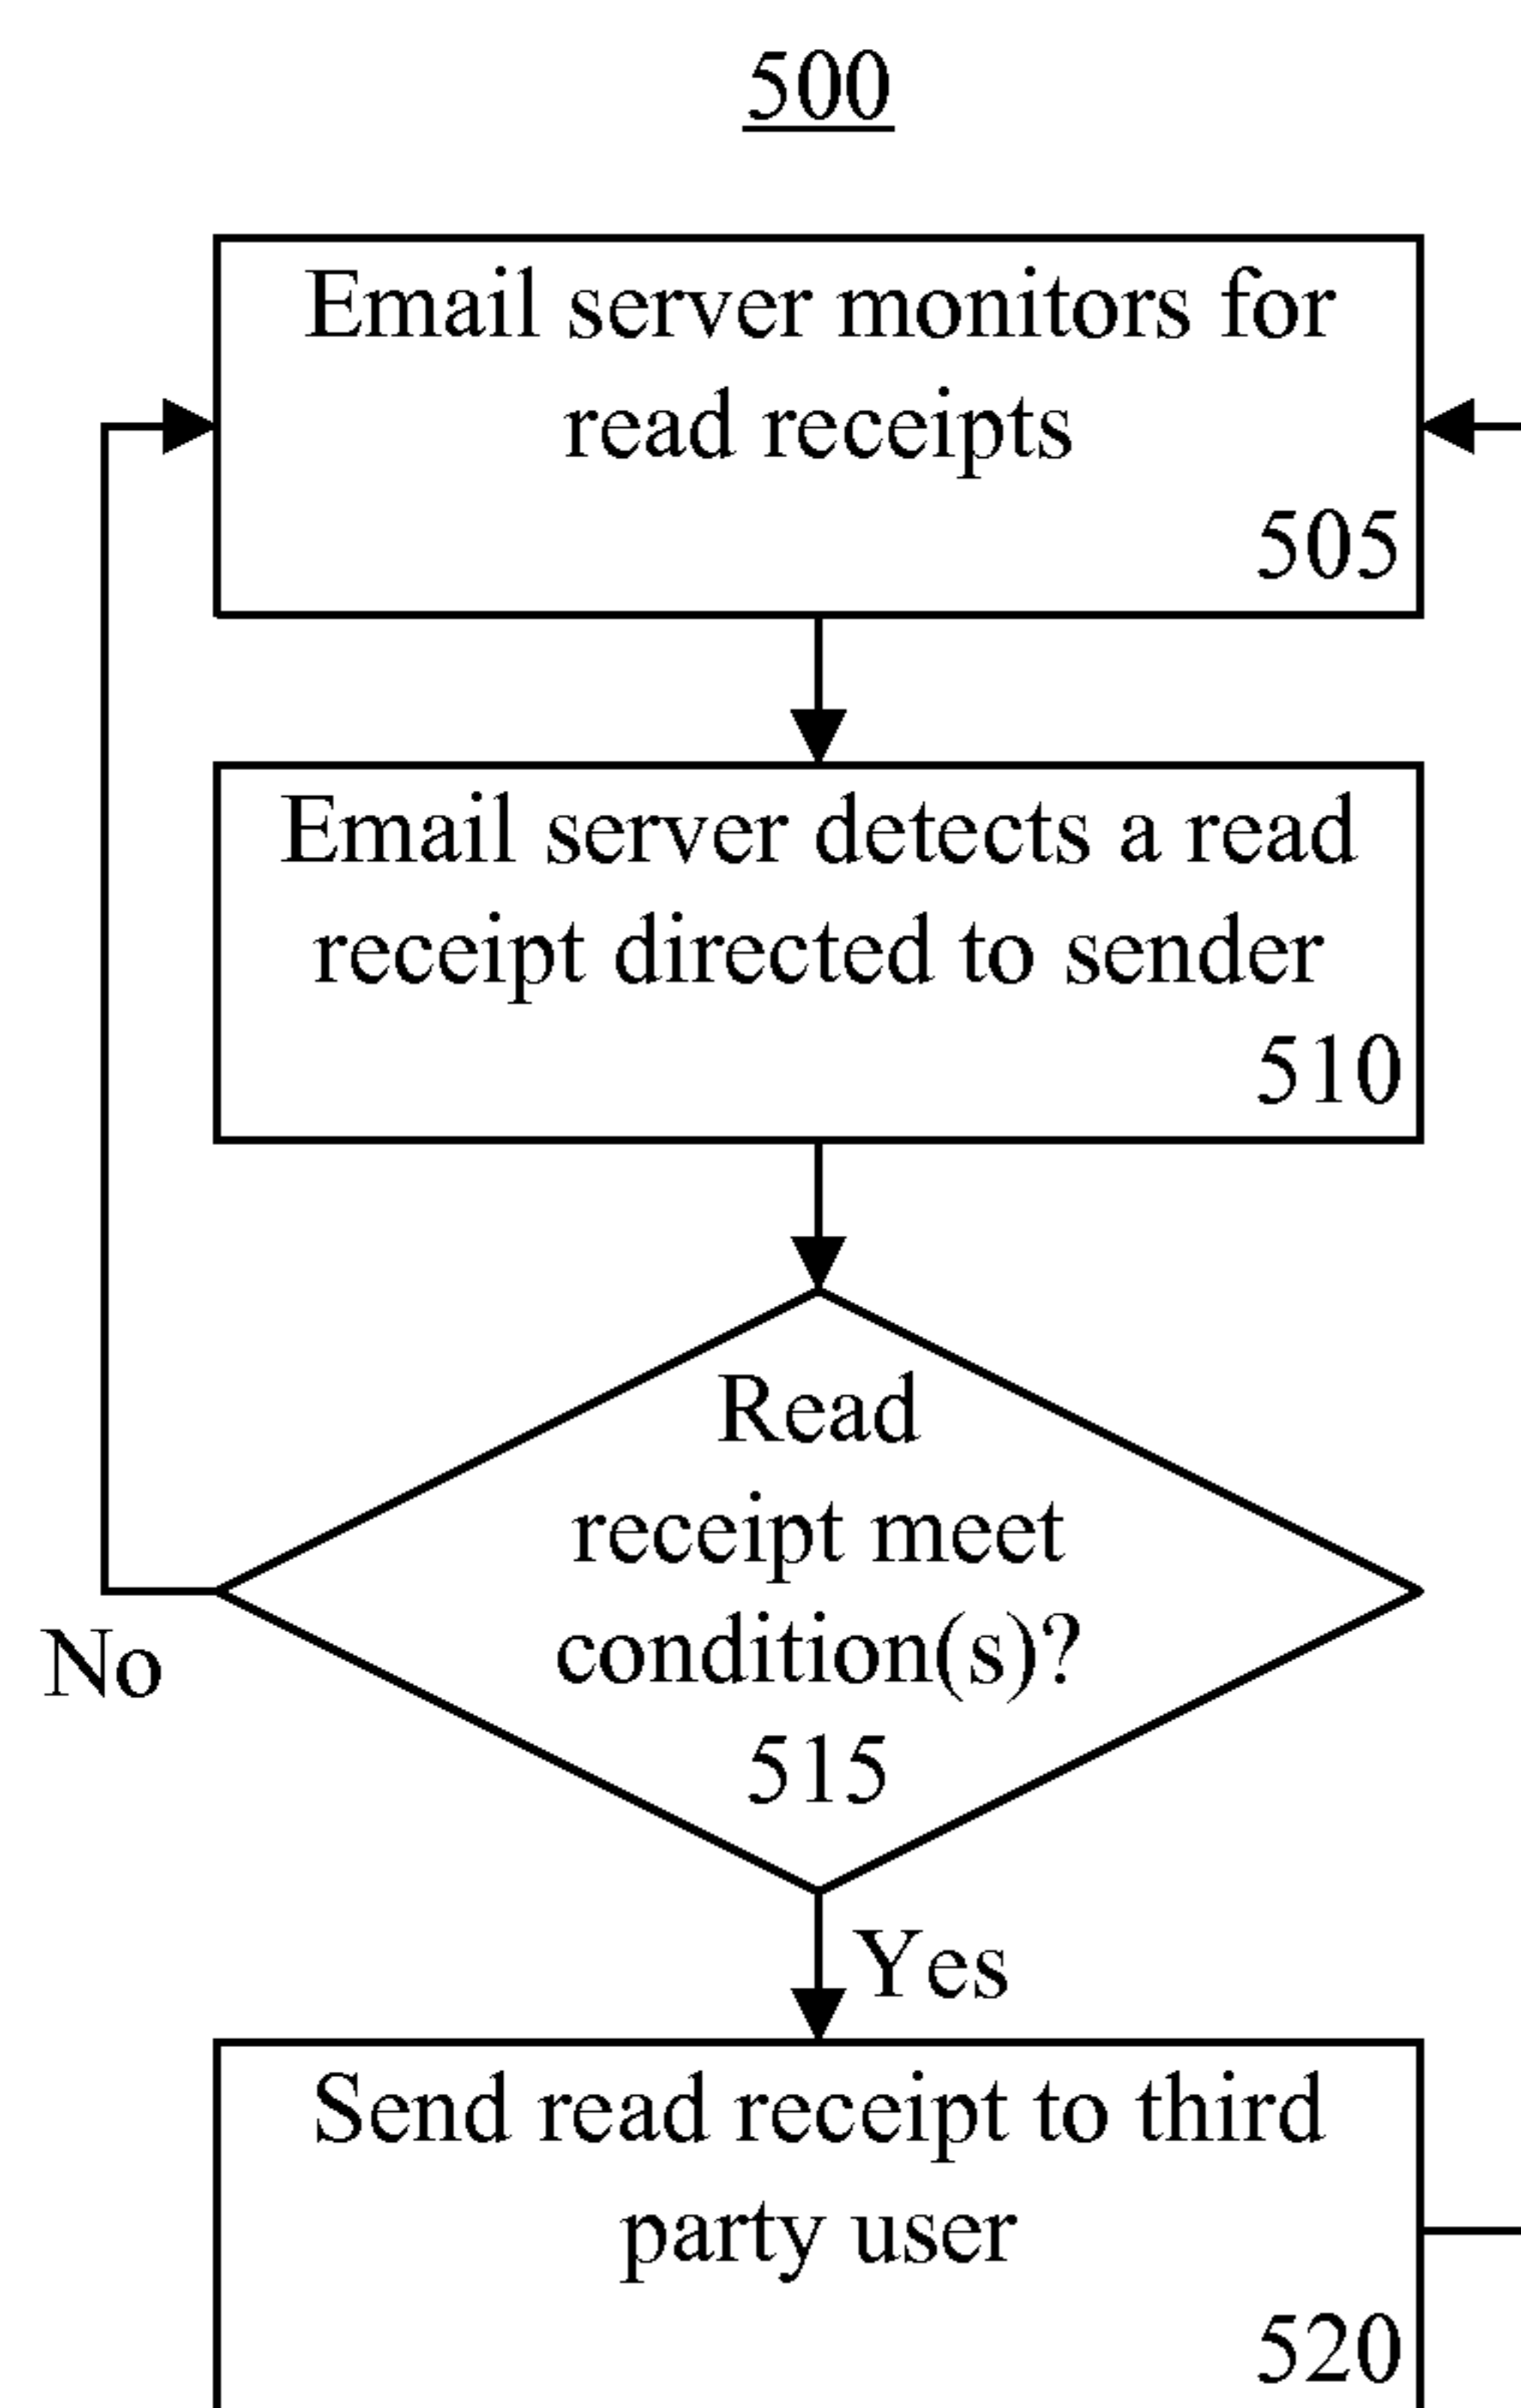 500
Email server monitors for
read receipts
505
Email server detects a read
receipt directed to sender
510
Read
receipt meet
condition(s)?
515
No
Yes
Send read receipt to third
party user
520